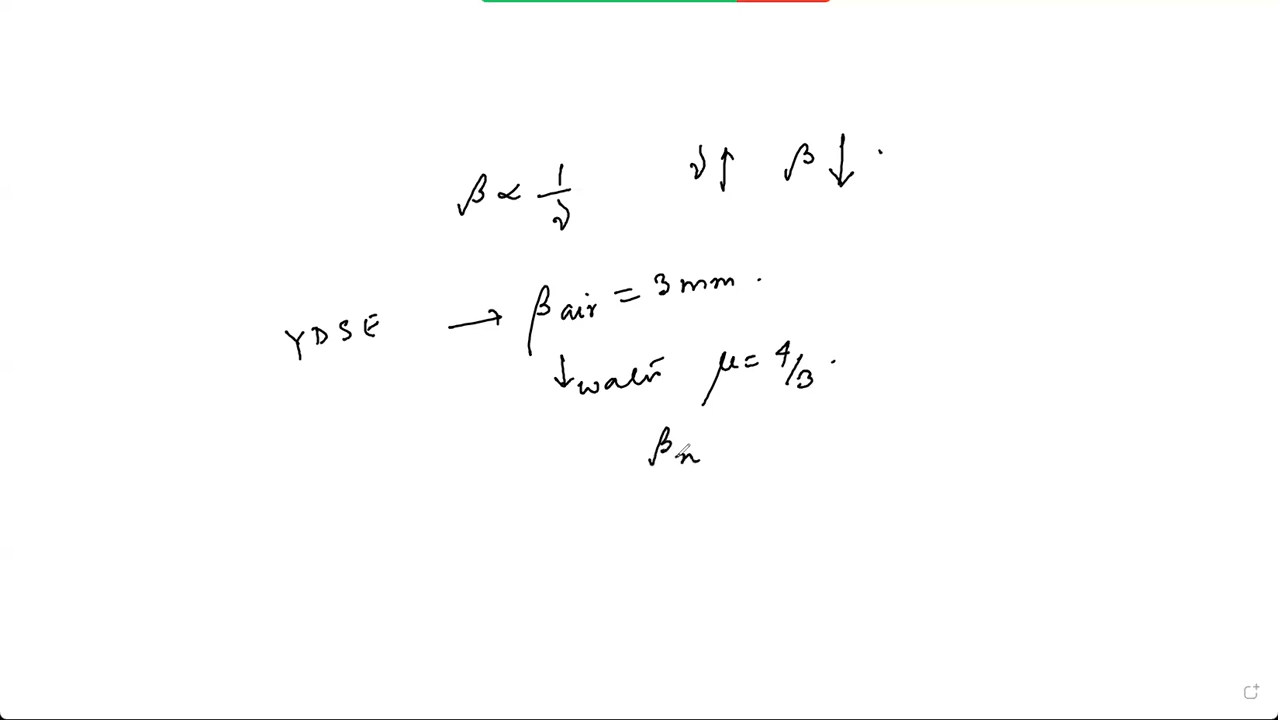 β ∝ 1/ν    ν↑  β↓ .
YDSE → β air = 3 mm .
↓ water  μ = 4/3 .
βn